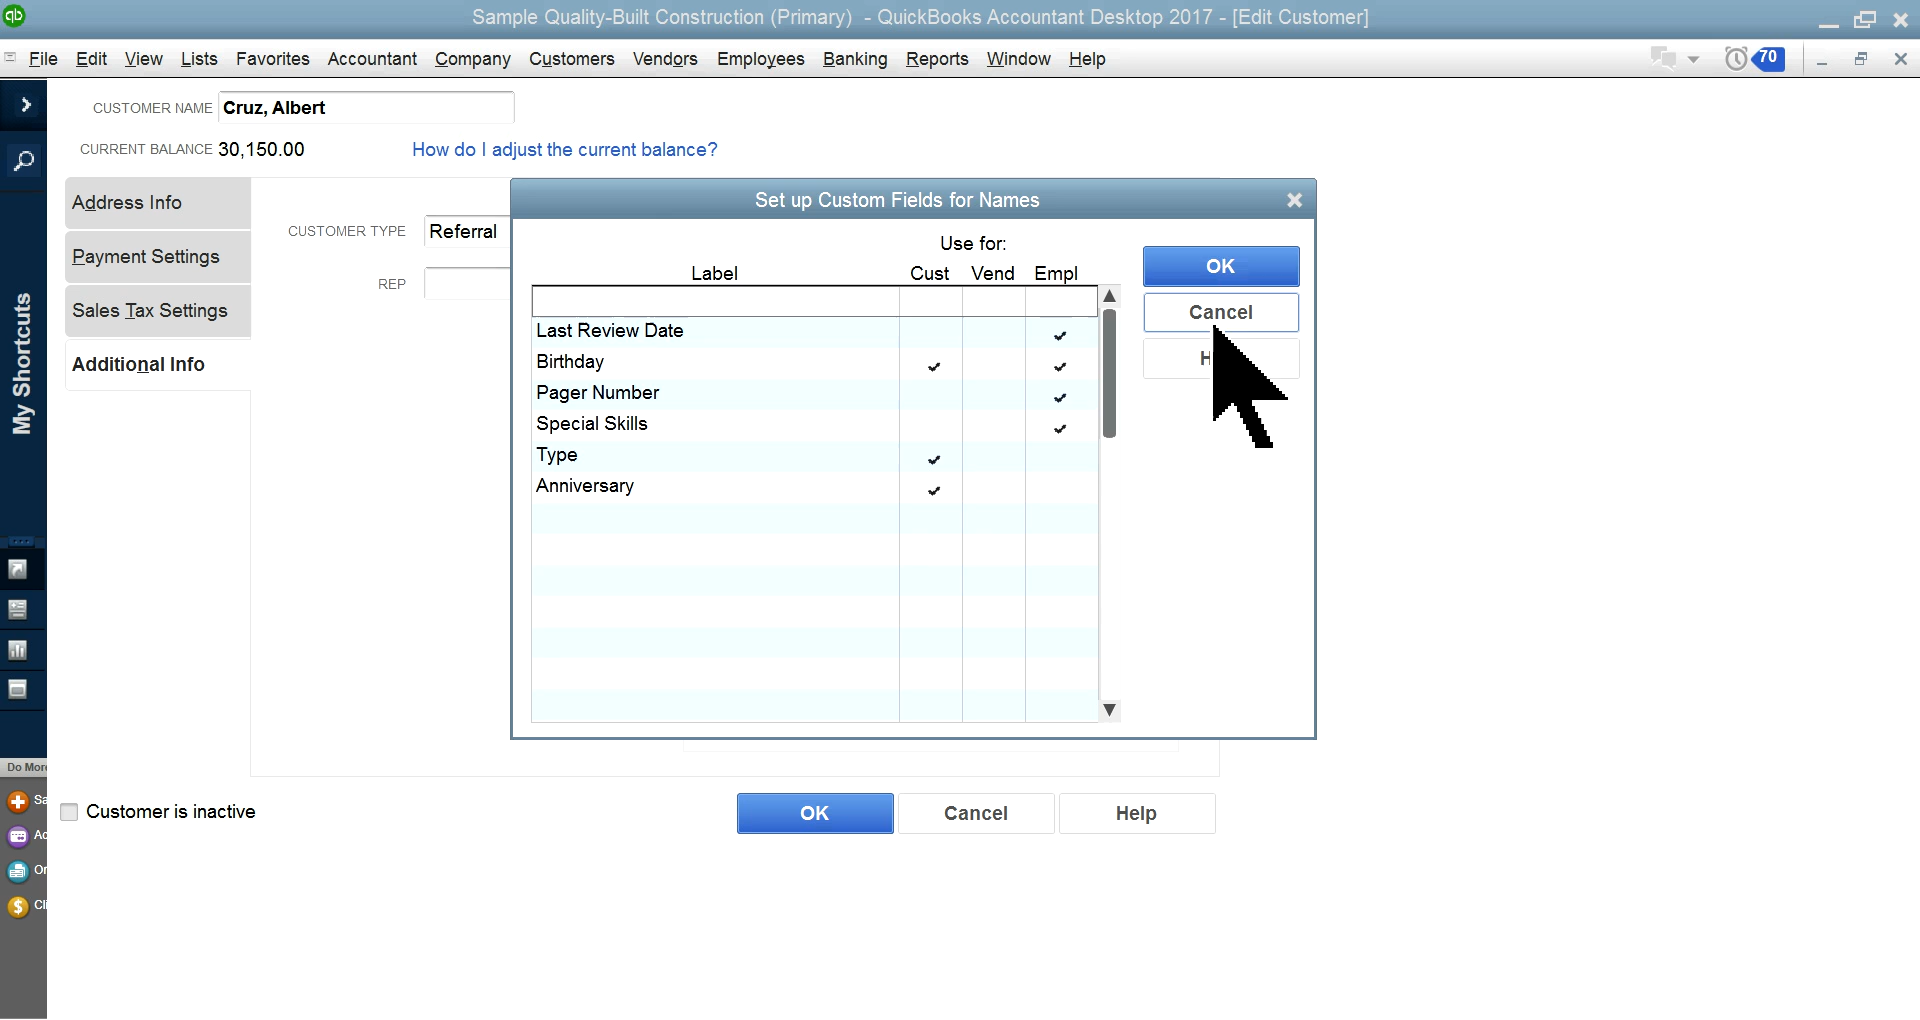 qb
Sample Quality-Built Construction (Primary) - QuickBooks Accountant Desktop 2017 - [Edit Customer]
File Edit View Lists Favorites Accountant Company Customers Vendors Employees Banking Reports Window Help
70
CUSTOMER NAME Cruz, Albert
CURRENT BALANCE 30,150.00 How do I adjust the current balance?
My Shortcuts
Address Info
Payment Settings
Sales Tax Settings
Additional Info
CUSTOMER TYPE Referral
REP
Set up Custom Fields for Names
Use for:
Label Cust Vend Empl
Last Review Date
Birthday
Pager Number
Special Skills
Type
Anniversary
OK
Cancel
Do More
Customer is inactive
OK Cancel Help